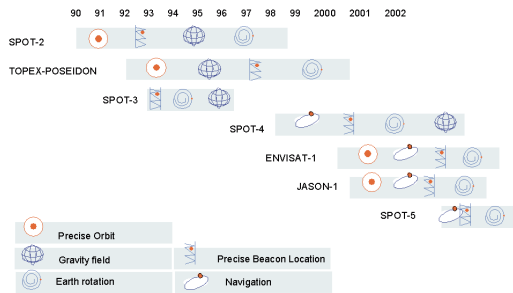 90 91 92 93 94 95 96 97 98 99 2000 2001 2002
SPOT-2
TOPEX-POSEIDON
SPOT-3
SPOT-4
ENVISAT-1
JASON-1
SPOT-5
Precise Orbit
Gravity field
Precise Beacon Location
Earth rotation
Navigation